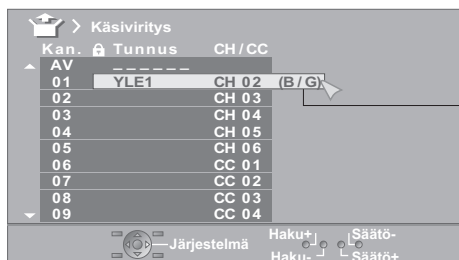 > Käsiviritys
Kan. Tunnus CH/CC
AV _ _ _ _ _ _
01 YLE1 CH 02 (B/G)
02 CH 03
03 CH 04
04 CH 05
05 CH 06
06 CC 01
07 CC 02
08 CC 03
09 CC 04
Järjestelmä
Haku+ Säätö-
Haku- Säätö+